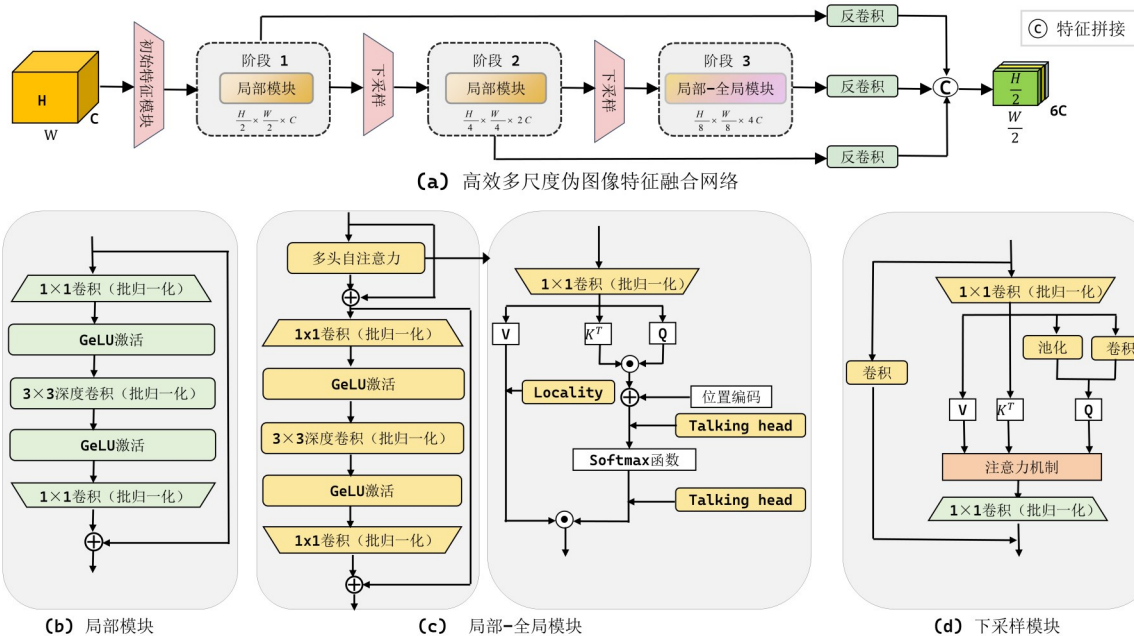 H
W
C
初始特征模块
阶段 1
局部模块
H/2 × W/2 × C
下采样
阶段 2
局部模块
H/4 × W/4 × 2C
下采样
阶段 3
局部-全局模块
H/8 × W/8 × 4C
反卷积
反卷积
反卷积
C
H/2
W/2
6C
Ⓒ 特征拼接
(a) 高效多尺度伪图像特征融合网络
1×1卷积（批归一化）
GeLU激活
3×3深度卷积（批归一化）
GeLU激活
1×1卷积（批归一化）
(b) 局部模块
多头自注意力
1x1卷积（批归一化）
GeLU激活
3×3深度卷积（批归一化）
GeLU激活
1x1卷积（批归一化）
1×1卷积（批归一化）
V
K^T
Q
Locality
位置编码
Talking head
Softmax函数
Talking head
(c) 局部-全局模块
1×1卷积（批归一化）
池化
卷积
卷积
V
K^T
Q
注意力机制
1×1卷积（批归一化）
(d) 下采样模块